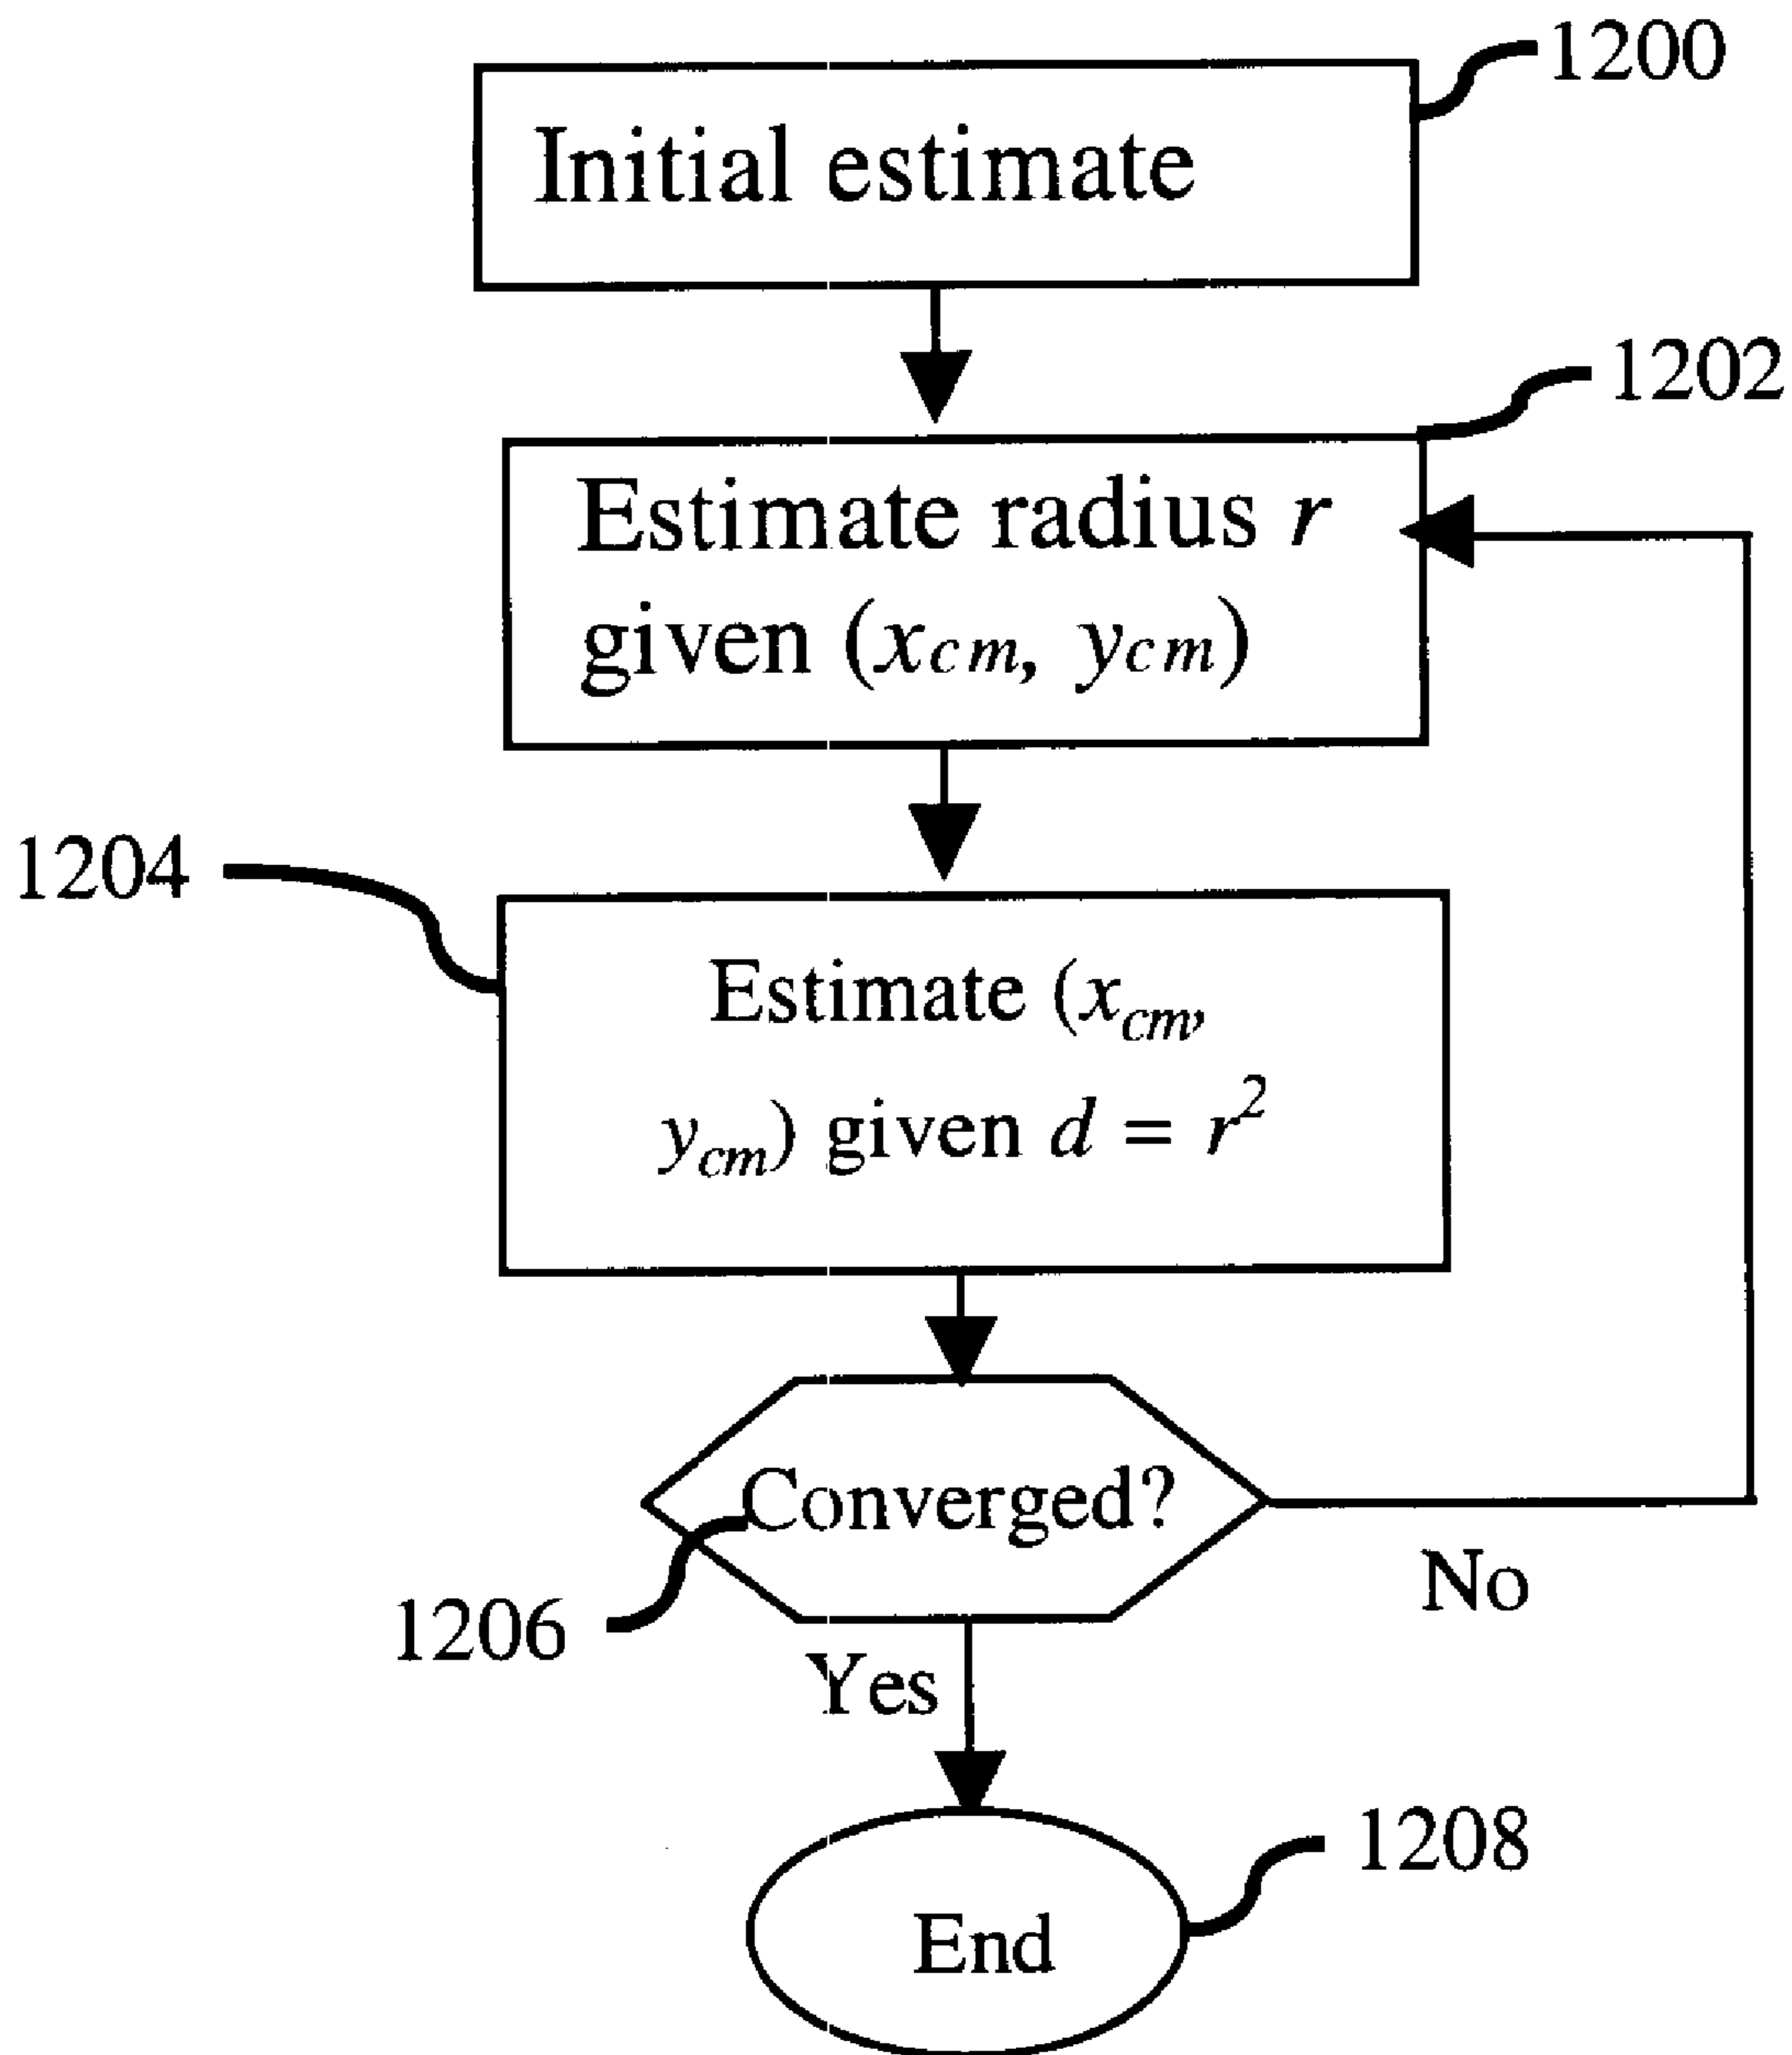 1200
Initial estimate
1202
Estimate radius r
given (xcm, ycm)
1204
Estimate (xcm,
ycm) given d = r²
Converged?
No
1206
Yes
1208
End